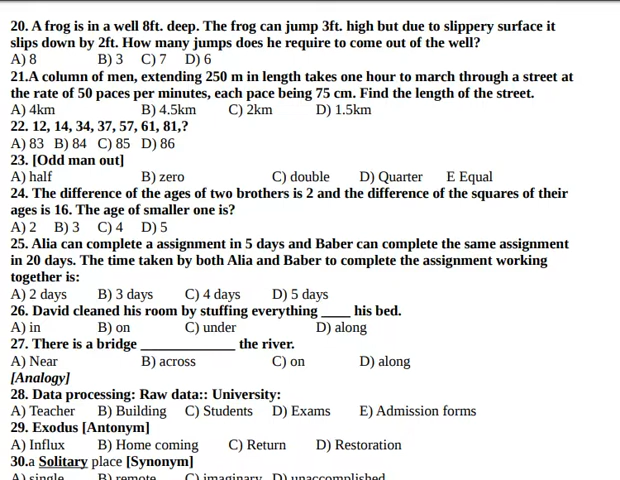 20. A frog is in a well 8ft. deep. The frog can jump 3ft. high but due to slippery surface it
slips down by 2ft. How many jumps does he require to come out of the well?
A) 8 B) 3 C) 7 D) 6
21.A column of men, extending 250 m in length takes one hour to march through a street at
the rate of 50 paces per minutes, each pace being 75 cm. Find the length of the street.
A) 4km B) 4.5km C) 2km D) 1.5km
22. 12, 14, 34, 37, 57, 61, 81,?
A) 83 B) 84 C) 85 D) 86
23. [Odd man out]
A) half B) zero C) double D) Quarter E Equal
24. The difference of the ages of two brothers is 2 and the difference of the squares of their
ages is 16. The age of smaller one is?
A) 2 B) 3 C) 4 D) 5
25. Alia can complete a assignment in 5 days and Baber can complete the same assignment
in 20 days. The time taken by both Alia and Baber to complete the assignment working
together is:
A) 2 days B) 3 days C) 4 days D) 5 days
26. David cleaned his room by stuffing everything ____ his bed.
A) in B) on C) under D) along
27. There is a bridge _____________ the river.
A) Near B) across C) on D) along
[Analogy]
28. Data processing: Raw data:: University:
A) Teacher B) Building C) Students D) Exams E) Admission forms
29. Exodus [Antonym]
A) Influx B) Home coming C) Return D) Restoration
30.a Solitary place [Synonym]
A) single B) remote C) imaginary D) unaccomplished